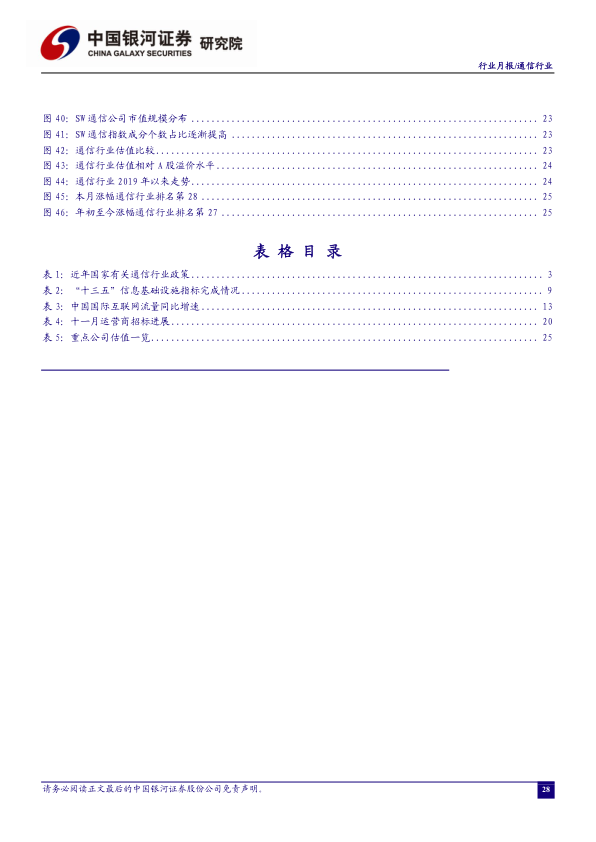 中国银河证券 研究院
CHINA GALAXY SECURITIES
行业月报/通信行业
图 40：SW 通信公司市值规模分布 ........ 23
图 41：SW 通信指数成分个数占比逐渐提高 ........ 23
图 42：通信行业估值比较 ........ 23
图 43：通信行业估值相对 A 股溢价水平 ........ 24
图 44：通信行业 2019 年以来走势 ........ 24
图 45：本月涨幅通信行业排名第 28 ........ 25
图 46：年初至今涨幅通信行业排名第 27 ........ 25
表 格 目 录
表 1：近年国家有关通信行业政策 ........ 3
表 2：“十三五”信息基础设施指标完成情况 ........ 9
表 3：中国国际互联网流量同比增速 ........ 13
表 4：十一月运营商招标进展 ........ 20
表 5：重点公司估值一览 ........ 25
请务必阅读正文最后的中国银河证券股份公司免责声明。
28